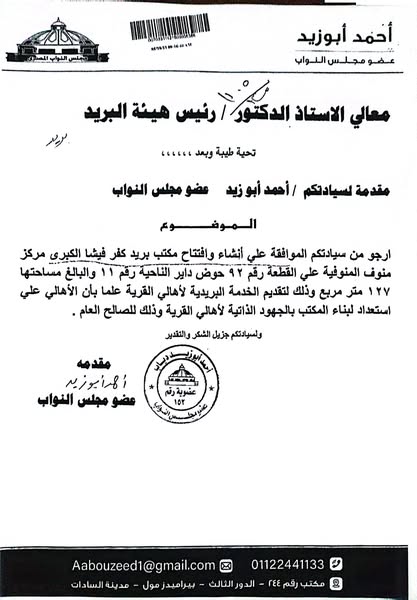 أحمد أبوزيد
عضو مجلس النواب
مجلس النواب المصري
معالي الاستاذ الدكتور / رئيس هيئة البريد
بريد
تحية طيبة وبعد ،،،،،،
مقدمة لسيادتكم / أحمد أبو زيد عضو مجلس النواب
الموضوع
ارجو من سيادتكم الموافقة علي أنشاء وافتتاح مكتب بريد كفر فيشا الكبرى مركز
منوف المنوفية علي القطعة رقم ٩٢ حوض داير الناحية رقم ١١ والبالغ مساحتها
١٢٧ متر مربع وذلك لتقديم الخدمة البريدية لأهالي القرية علما بأن الأهالي علي
استعداد لبناء المكتب بالجهود الذاتية لأهالي القرية وذلك للصالح العام .
ولسيادتكم جزيل الشكر والتقدير
مقدمه
أحمد أبوزيد
عضو مجلس النواب
أحمد أبوزيد دياب
عضوية رقم
١٥٢
عضو مجلس النواب
Aabouzeed1@gmail.com 01122441133
مكتب رقم ٢٤٤ - الدور الثالث - بيراميدز مول - مدينة السادات